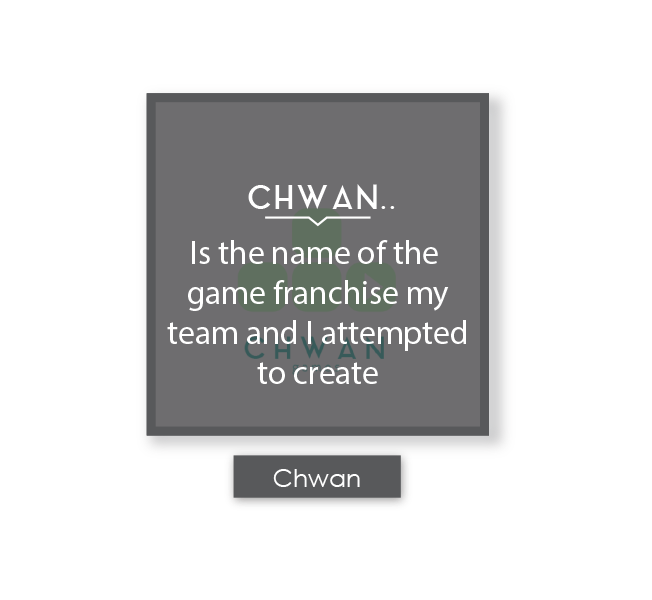 CHWAN..
Is the name of the
game franchise my
team and I attempted
CHWAN
to create
Chwan